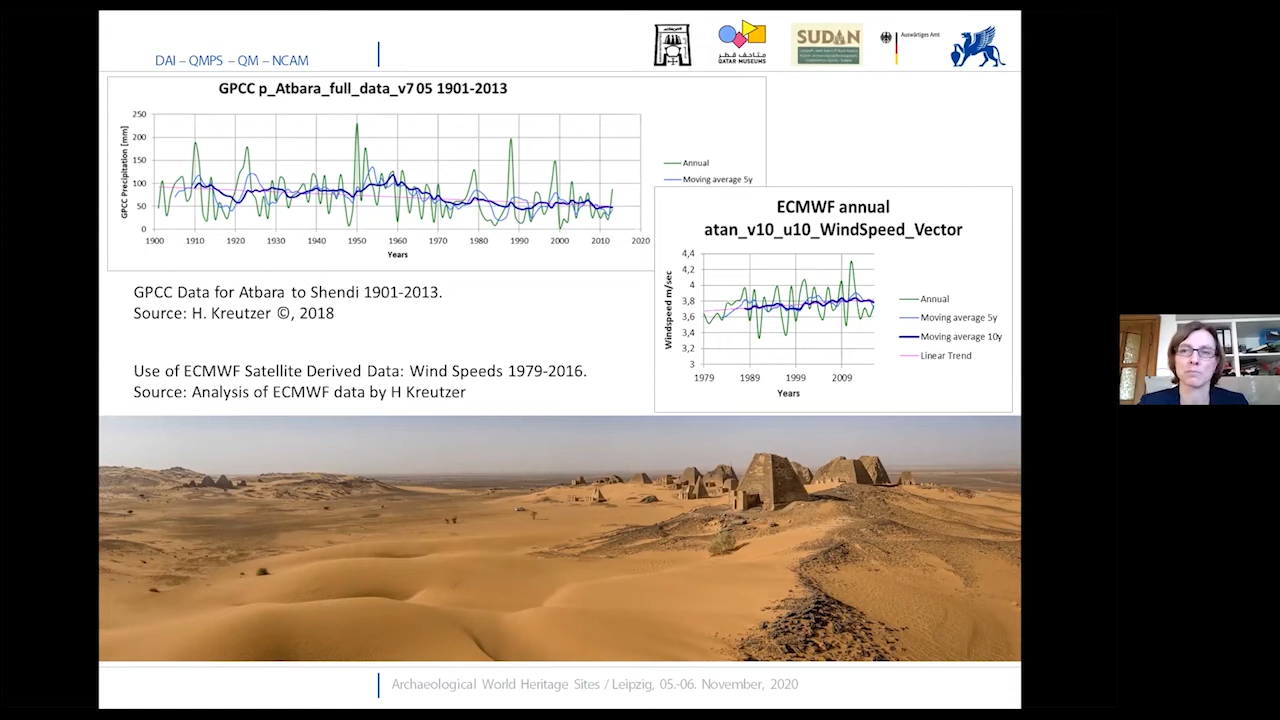 DAI – QMPS – QM – NCAM
متاحف قطر
QATAR MUSEUMS
SUDAN
Auswärtiges Amt
GPCC p_Atbara_full_data_v7 05 1901-2013
GPCC Precipitation [mm]
250
200
150
100
50
0
1900 1910 1920 1930 1940 1950 1960 1970 1980 1990 2000 2010 2020
Years
Annual
Moving average 5y
ECMWF annual
atan_v10_u10_WindSpeed_Vector
Windspeed m/sec
4,4
4,2
4
3,8
3,6
3,4
3,2
3
1979 1989 1999 2009
Years
Annual
Moving average 5y
Moving average 10y
Linear Trend
GPCC Data for Atbara to Shendi 1901-2013.
Source: H. Kreutzer ©, 2018
Use of ECMWF Satellite Derived Data: Wind Speeds 1979-2016.
Source: Analysis of ECMWF data by H Kreutzer
Archaeological World Heritage Sites / Leipzig, 05.-06. November, 2020